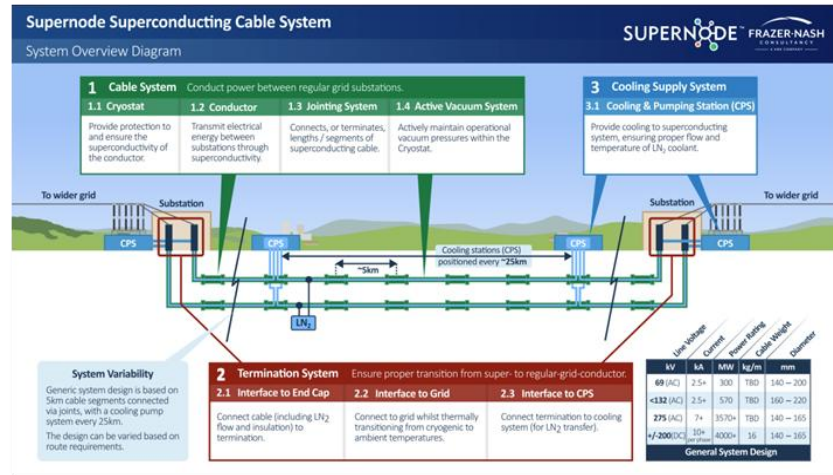 Supernode Superconducting Cable System
System Overview Diagram
SUPERNODE™
FRAZER-NASH
CONSULTANCY
1 Cable System Conduct power between regular grid substations.
1.1 Cryostat
Provide protection to
and ensure the
superconductivity of
the conductor.
1.2 Conductor
Transmit electrical
energy between
substations through
superconductivity.
1.3 Jointing System
Connects, or terminates,
lengths / segments of
superconducting cable.
1.4 Active Vacuum System
Actively maintain operational
vacuum pressures within the
Cryostat.
3 Cooling Supply System
3.1 Cooling & Pumping Station (CPS)
Provide cooling to superconducting
system, ensuring proper flow and
temperature of LN2 coolant.
To wider grid
Substation
CPS
CPS
Cooling stations (CPS)
positioned every ~25km
~5km
CPS
Substation
To wider grid
CPS
LN2
System Variability
Generic system design is based on
5km cable segments connected
via joints, with a cooling pump
system every 25km.
The design can be varied based on
route requirements.
2 Termination System Ensure proper transition from super- to regular-grid-conductor.
2.1 Interface to End Cap
Connect cable (including LN2
flow and insulation) to
termination.
2.2 Interface to Grid
Connect to grid whilst thermally
transitioning from cryogenic to
ambient temperatures.
2.3 Interface to CPS
Connect termination to cooling
system (for LN2 transfer).
Line Voltage Current Power Rating Cable Weight Diameter
kV kA MW kg/m mm
69 (AC) 2.5+ 300 TBD 140 – 200
<132 (AC) 2.5+ 570 TBD 160 – 220
275 (AC) 7+ 3570+ TBD 140 – 165
+/-200(DC) 10+ per phase 4000+ 16 140 – 165
General System Design